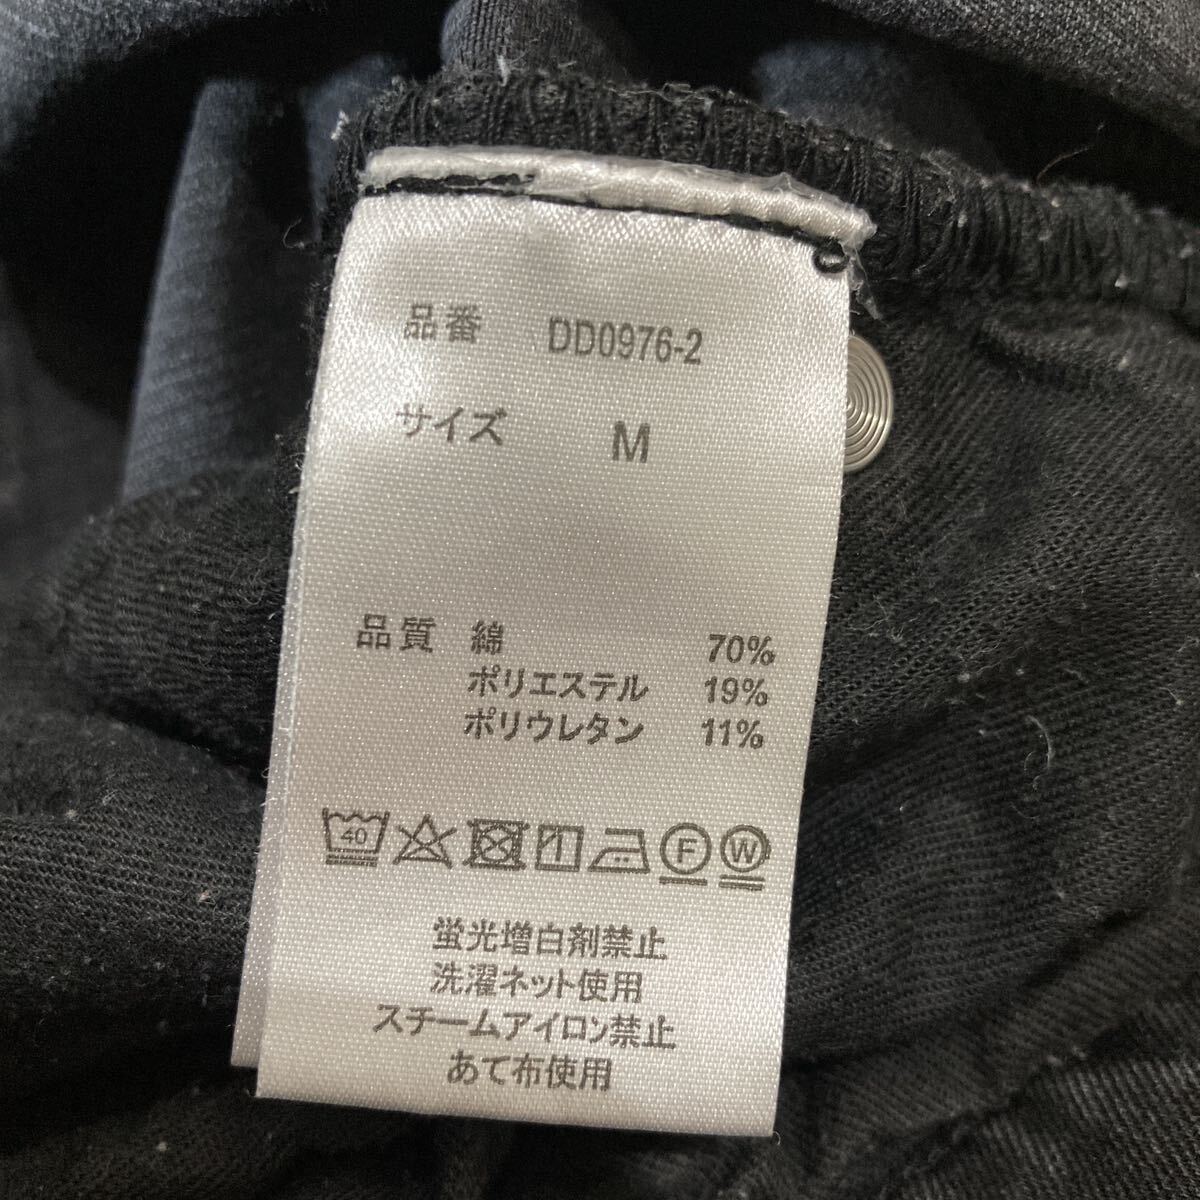 品番 DD0976-2
サイズ M
品質 綿 70%
ポリエステル 19%
ポリウレタン 11%
40 F W
蛍光増白剤禁止
洗濯ネット使用
スチームアイロン禁止
あて布使用